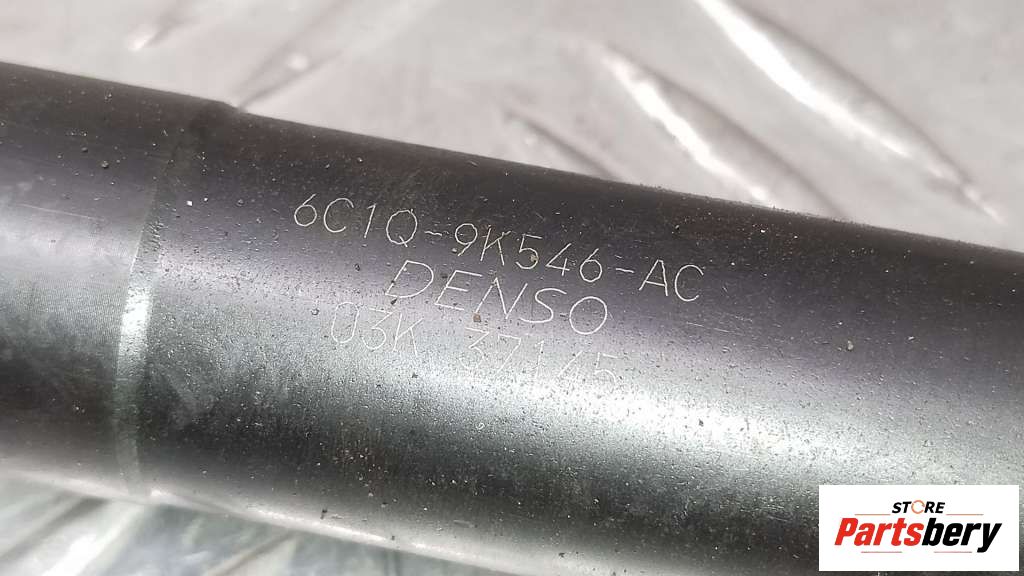 6C1Q-9K546-AC
DENSO
03K 37145
STORE
Partsbery